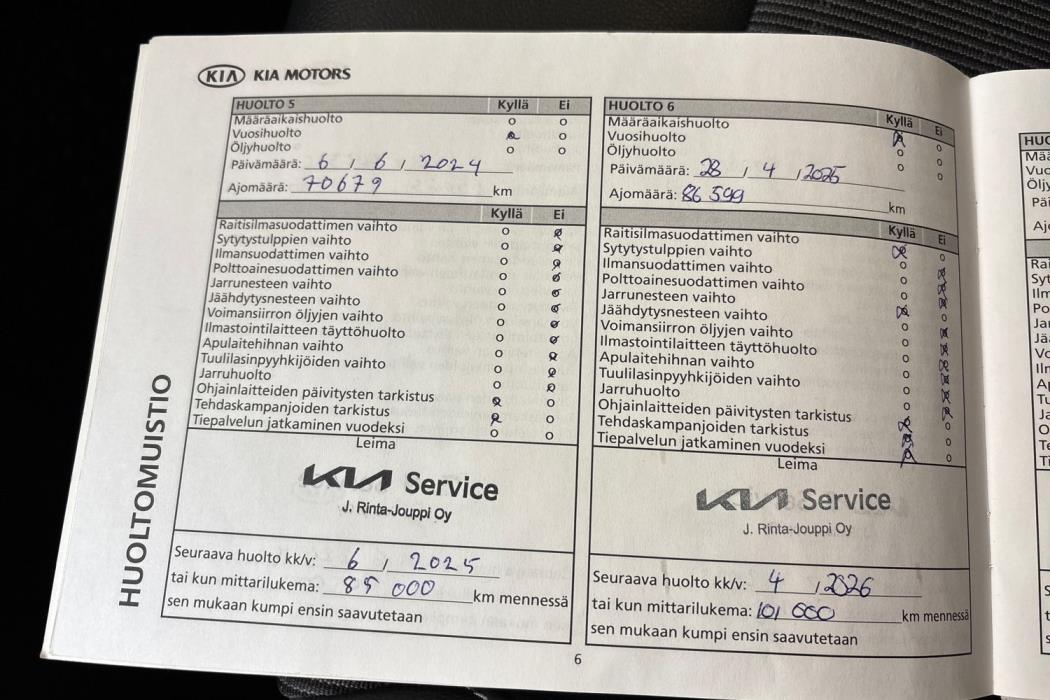 KIA KIA MOTORS
HUOLTO 5 Kyllä Ei
Määräaikaishuolto
Vuosihuolto
Öljyhuolto
Päivämäärä: 6 / 6 / 2024
Ajomäärä: 70679 km
Kyllä Ei
Raitisilmasuodattimen vaihto
Sytytystulppien vaihto
Ilmansuodattimen vaihto
Polttoainesuodattimen vaihto
Jarrunesteen vaihto
Jäähdytysnesteen vaihto
Voimansiirron öljyjen vaihto
Ilmastointilaitteen täyttöhuolto
Apulaitehihnan vaihto
Tuulilasinpyyhkijöiden vaihto
Jarruhuolto
Ohjainlaitteiden päivitysten tarkistus
Tehdaskampanjoiden tarkistus
Tiepalvelun jatkaminen vuodeksi
Leima
KIA Service
J. Rinta-Jouppi Oy
Seuraava huolto kk/v: 6 / 2025
tai kun mittarilukema: 85 000 km mennessä
sen mukaan kumpi ensin saavutetaan
HUOLTO 6 Kyllä Ei
Määräaikaishuolto
Vuosihuolto
Öljyhuolto
Päivämäärä: 28 / 4 / 2025
Ajomäärä: 86 599 km
Kyllä Ei
Raitisilmasuodattimen vaihto
Sytytystulppien vaihto
Ilmansuodattimen vaihto
Polttoainesuodattimen vaihto
Jarrunesteen vaihto
Jäähdytysnesteen vaihto
Voimansiirron öljyjen vaihto
Ilmastointilaitteen täyttöhuolto
Apulaitehihnan vaihto
Tuulilasinpyyhkijöiden vaihto
Jarruhuolto
Ohjainlaitteiden päivitysten tarkistus
Tehdaskampanjoiden tarkistus
Tiepalvelun jatkaminen vuodeksi
Leima
KIA Service
J. Rinta-Jouppi Oy
Seuraava huolto kk/v: 4 / 2026
tai kun mittarilukema: 101 000 km mennessä
sen mukaan kumpi ensin saavutetaan
HUOLTOMUISTIO
6